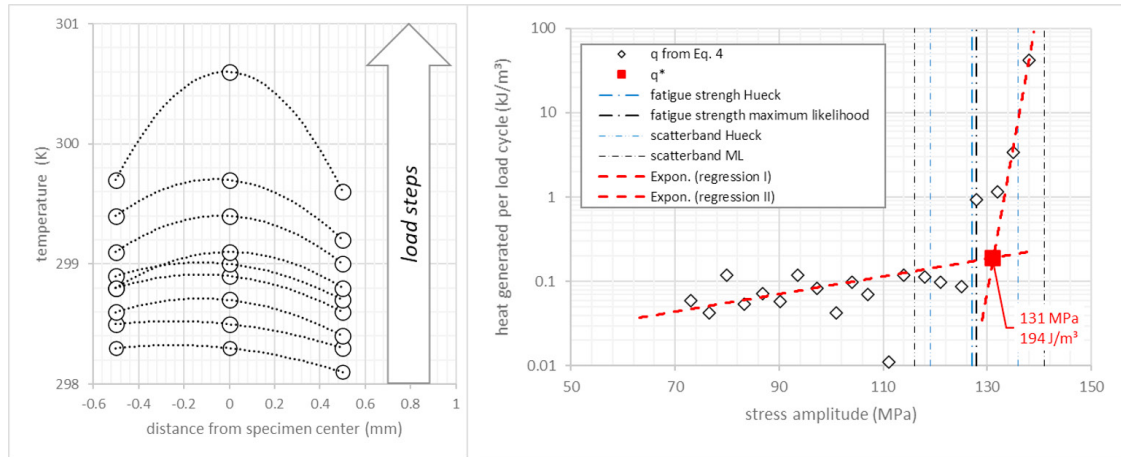 301
300
299
298
temperature (K)
-0.6 -0.4 -0.2 0 0.2 0.4 0.6 0.8 1
distance from specimen center (mm)
load steps
100
10
1
0.1
0.01
heat generated per load cycle (kJ/m³)
q from Eq. 4
q*
fatigue strengh Hueck
fatigue strength maximum likelihood
scatterband Hueck
scatterband ML
Expon. (regression I)
Expon. (regression II)
131 MPa
194 J/m³
50 70 90 110 130 150
stress amplitude (MPa)